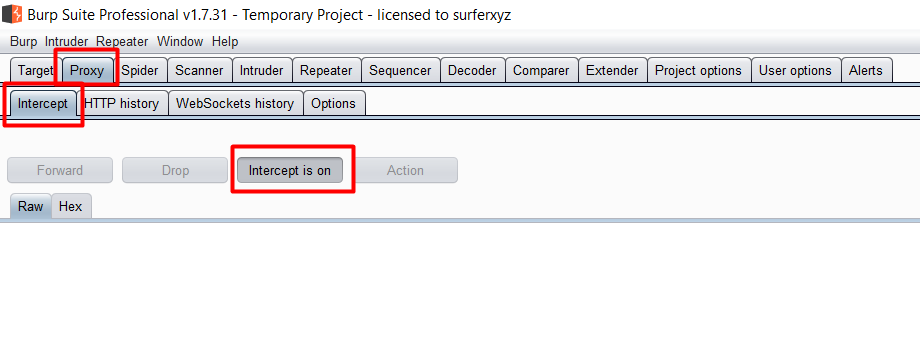 Burp Suite Professional v1.7.31 - Temporary Project - licensed to surferxyz
Burp Intruder Repeater Window Help
Target Proxy Spider Scanner Intruder Repeater Sequencer Decoder Comparer Extender Project options User options Alerts
Intercept HTTP history WebSockets history Options
Forward Drop Intercept is on Action
Raw Hex